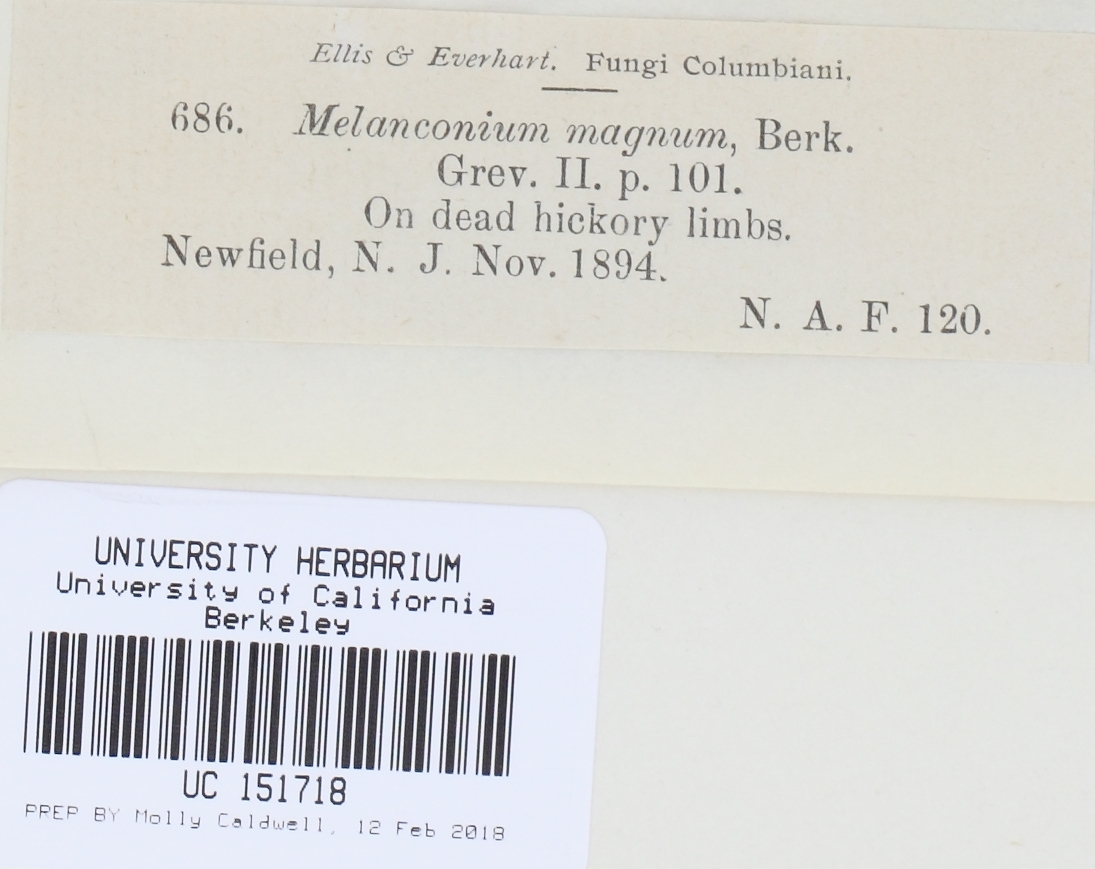 Ellis & Everhart. Fungi Columbiani.
686. Melanconium magnum, Berk.
Grev. II. p. 101.
On dead hickory limbs.
Newfield, N. J. Nov. 1894.
N. A. F. 120.
UNIVERSITY HERBARIUM
University of California
Berkeley
UC 151718
PREP BY Molly Caldwell, 12 Feb 2018